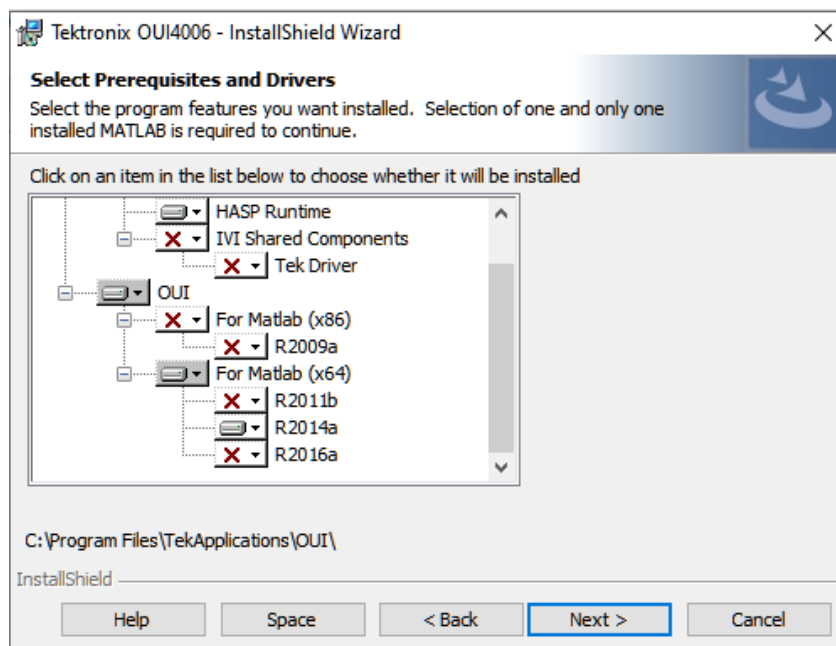 Tektronix OUI4006 - InstallShield Wizard
Select Prerequisites and Drivers
Select the program features you want installed. Selection of one and only one
installed MATLAB is required to continue.
Click on an item in the list below to choose whether it will be installed
HASP Runtime
IVI Shared Components
Tek Driver
OUI
For Matlab (x86)
R2009a
For Matlab (x64)
R2011b
R2014a
R2016a
C:\Program Files\TekApplications\OUI\
InstallShield
Help Space < Back Next > Cancel